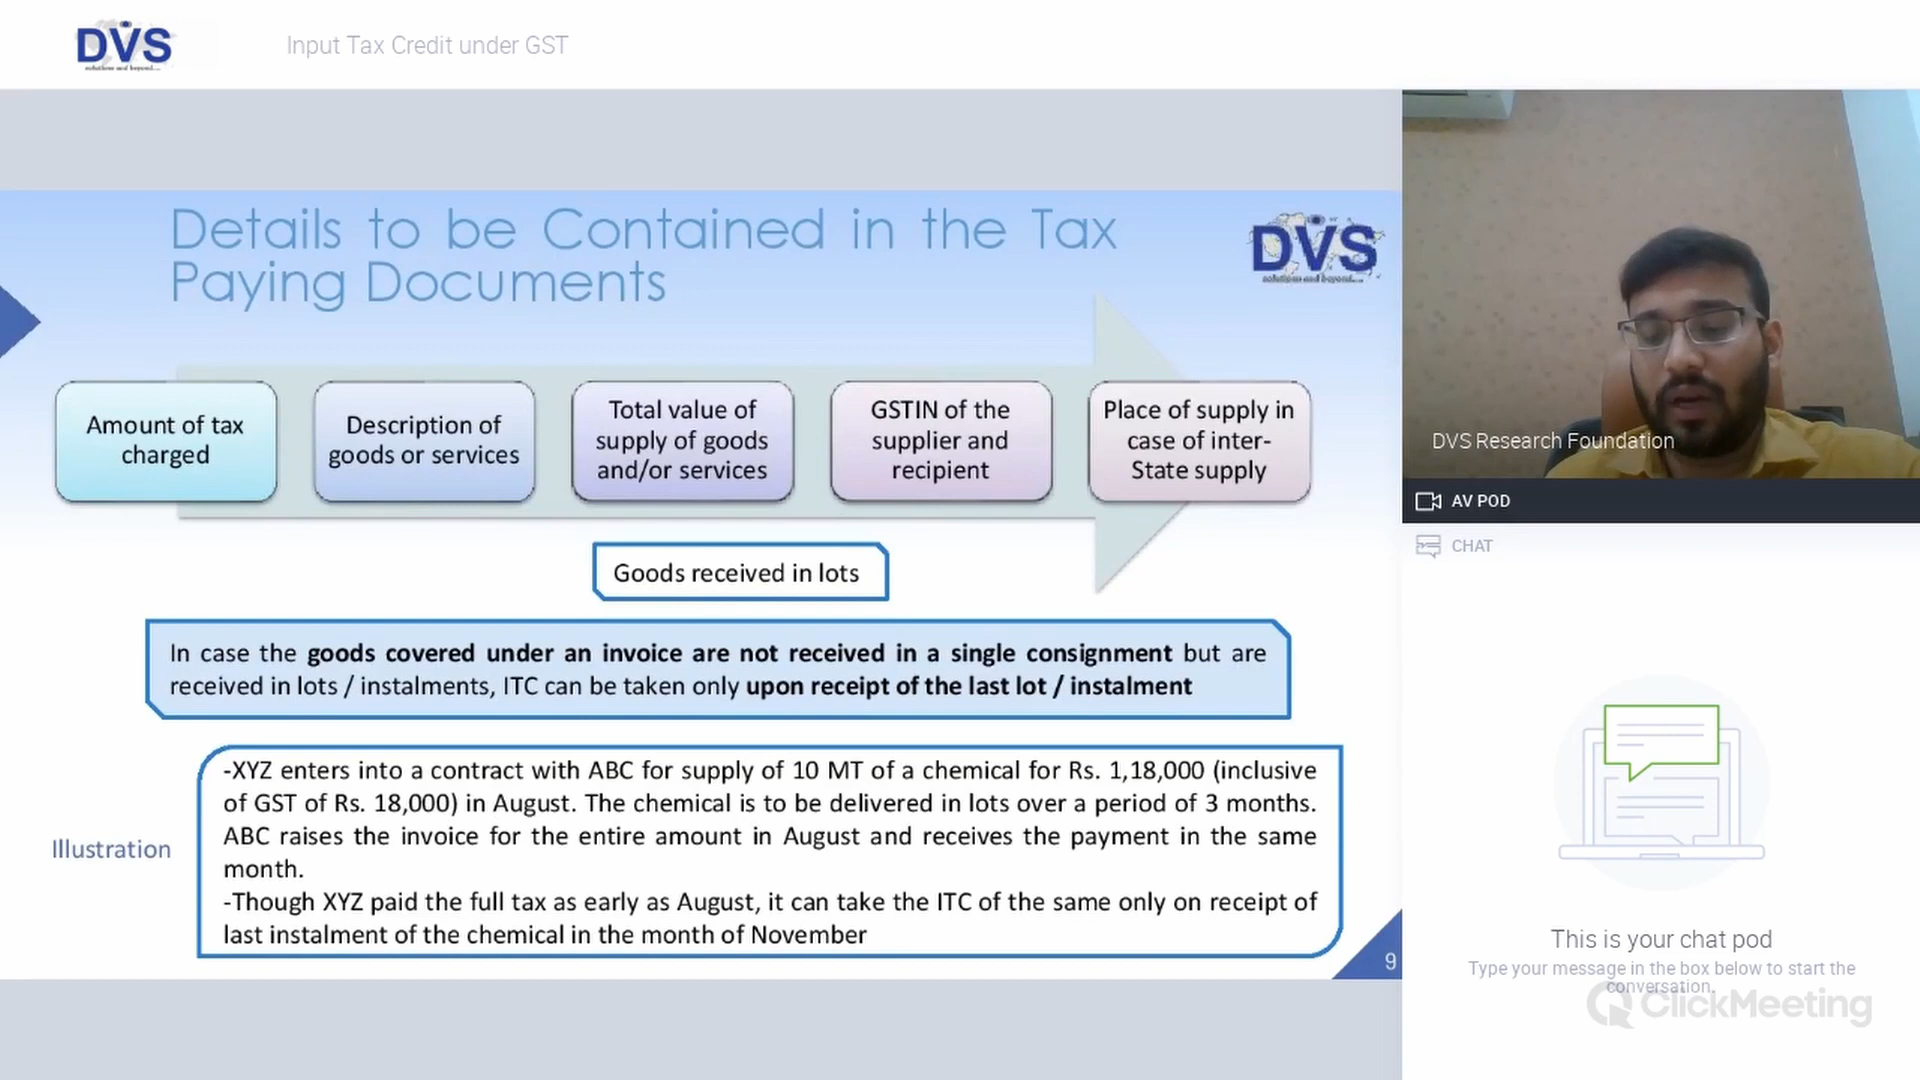 DVS
solutions and beyond....
Input Tax Credit under GST
Details to be Contained in the Tax
Paying Documents
DVS
solutions and beyond....
Amount of tax
charged
Description of
goods or services
Total value of
supply of goods
and/or services
GSTIN of the
supplier and
recipient
Place of supply in
case of inter-
State supply
Goods received in lots
In case the goods covered under an invoice are not received in a single consignment but are
received in lots / instalments, ITC can be taken only upon receipt of the last lot / instalment
Illustration
-XYZ enters into a contract with ABC for supply of 10 MT of a chemical for Rs. 1,18,000 (inclusive
of GST of Rs. 18,000) in August. The chemical is to be delivered in lots over a period of 3 months.
ABC raises the invoice for the entire amount in August and receives the payment in the same
month.
-Though XYZ paid the full tax as early as August, it can take the ITC of the same only on receipt of
last instalment of the chemical in the month of November
9
DVS Research Foundation
AV POD
CHAT
This is your chat pod
Type your message in the box below to start the
conversation.
ClickMeeting